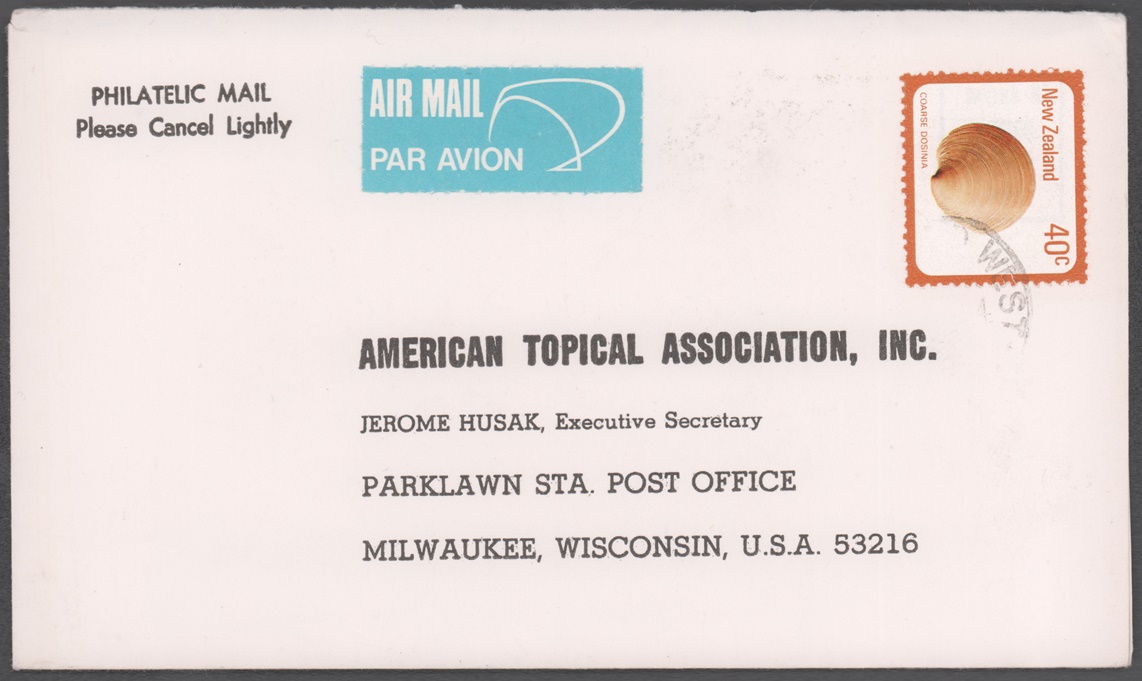 PHILATELIC MAIL
Please Cancel Lightly
AIR MAIL
PAR AVION
New Zealand
COARSE DOSINIA
40c
WEST
AMERICAN TOPICAL ASSOCIATION, INC.
JEROME HUSAK, Executive Secretary
PARKLAWN STA. POST OFFICE
MILWAUKEE, WISCONSIN, U.S.A. 53216